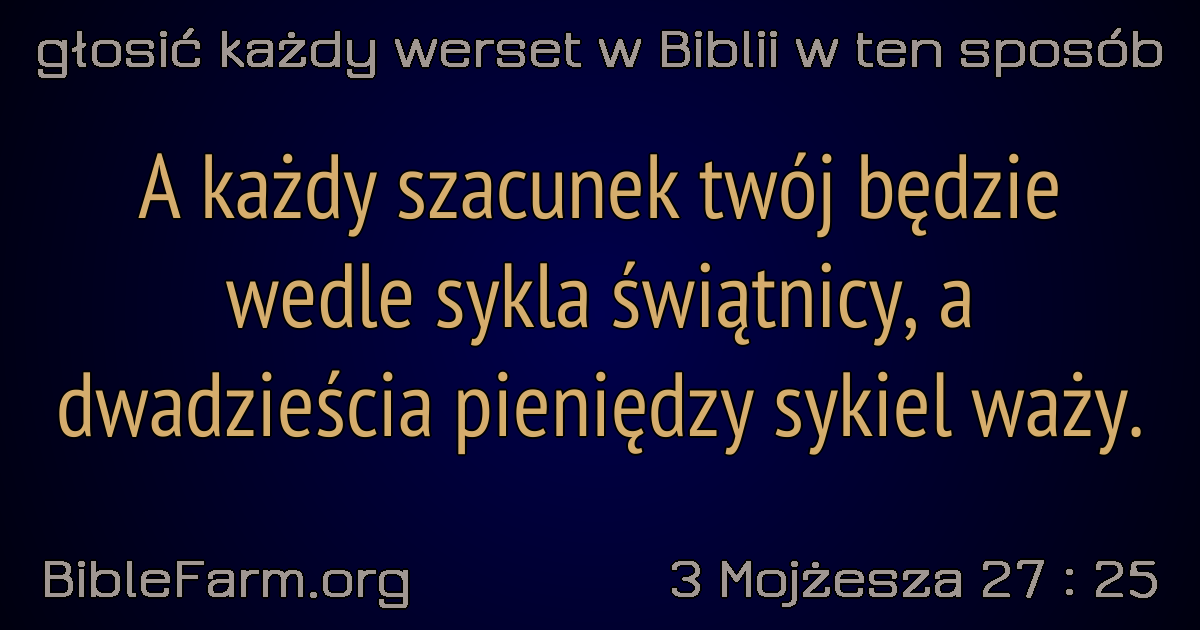 głosić każdy werset w Biblii w ten sposób
A każdy szacunek twój będzie
wedle sykla świątnicy, a
dwadzieścia pieniędzy sykiel waży.
BibleFarm.org
3 Mojżesza 27 : 25